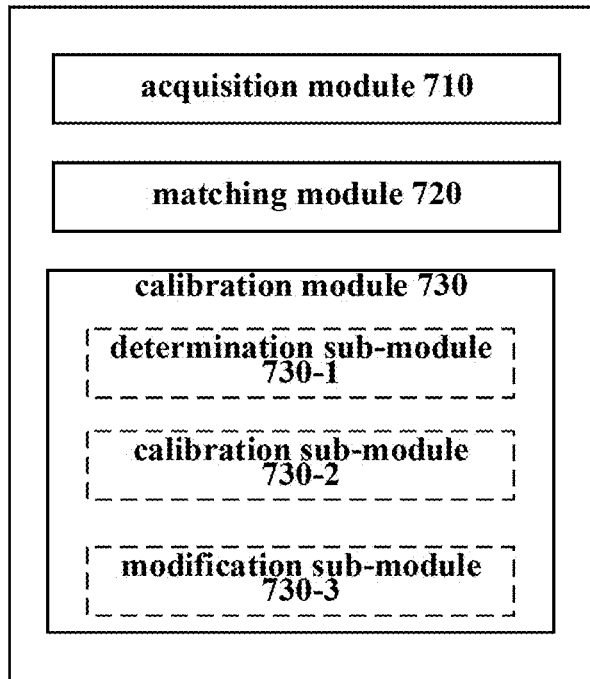 acquisition module 710
matching module 720
calibration module 730
determination sub-module
730-1
calibration sub-module
730-2
modification sub-module
730-3